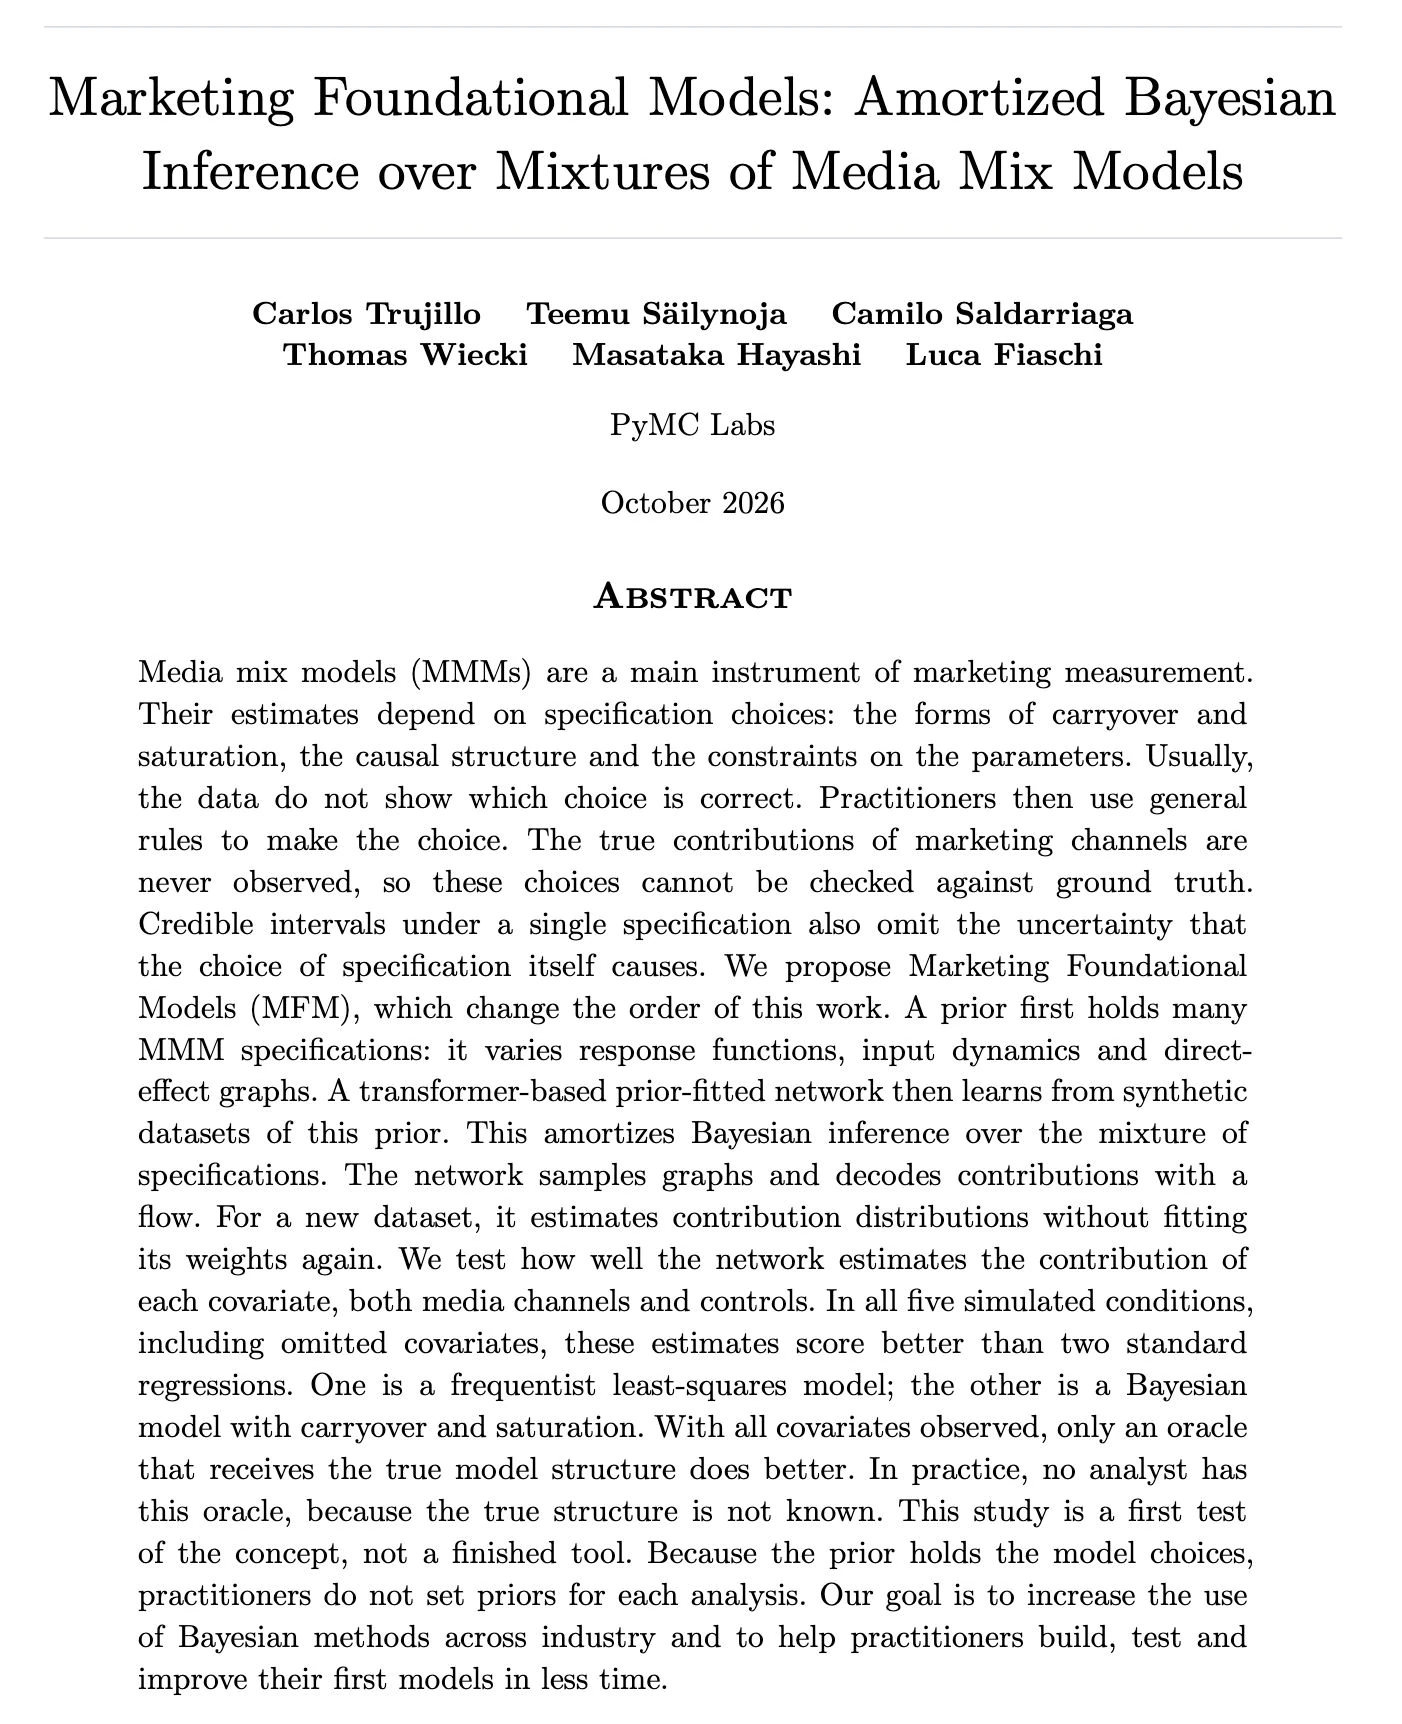 Marketing Foundational Models: Amortized Bayesian
Inference over Mixtures of Media Mix Models
Carlos Trujillo Teemu Säilynoja Camilo Saldarriaga
Thomas Wiecki Masataka Hayashi Luca Fiaschi
PyMC Labs
October 2026
ABSTRACT
Media mix models (MMMs) are a main instrument of marketing measurement.
Their estimates depend on specification choices: the forms of carryover and
saturation, the causal structure and the constraints on the parameters. Usually,
the data do not show which choice is correct. Practitioners then use general
rules to make the choice. The true contributions of marketing channels are
never observed, so these choices cannot be checked against ground truth.
Credible intervals under a single specification also omit the uncertainty that
the choice of specification itself causes. We propose Marketing Foundational
Models (MFM), which change the order of this work. A prior first holds many
MMM specifications: it varies response functions, input dynamics and direct-
effect graphs. A transformer-based prior-fitted network then learns from synthetic
datasets of this prior. This amortizes Bayesian inference over the mixture of
specifications. The network samples graphs and decodes contributions with a
flow. For a new dataset, it estimates contribution distributions without fitting
its weights again. We test how well the network estimates the contribution of
each covariate, both media channels and controls. In all five simulated conditions,
including omitted covariates, these estimates score better than two standard
regressions. One is a frequentist least-squares model; the other is a Bayesian
model with carryover and saturation. With all covariates observed, only an oracle
that receives the true model structure does better. In practice, no analyst has
this oracle, because the true structure is not known. This study is a first test
of the concept, not a finished tool. Because the prior holds the model choices,
practitioners do not set priors for each analysis. Our goal is to increase the use
of Bayesian methods across industry and to help practitioners build, test and
improve their first models in less time.